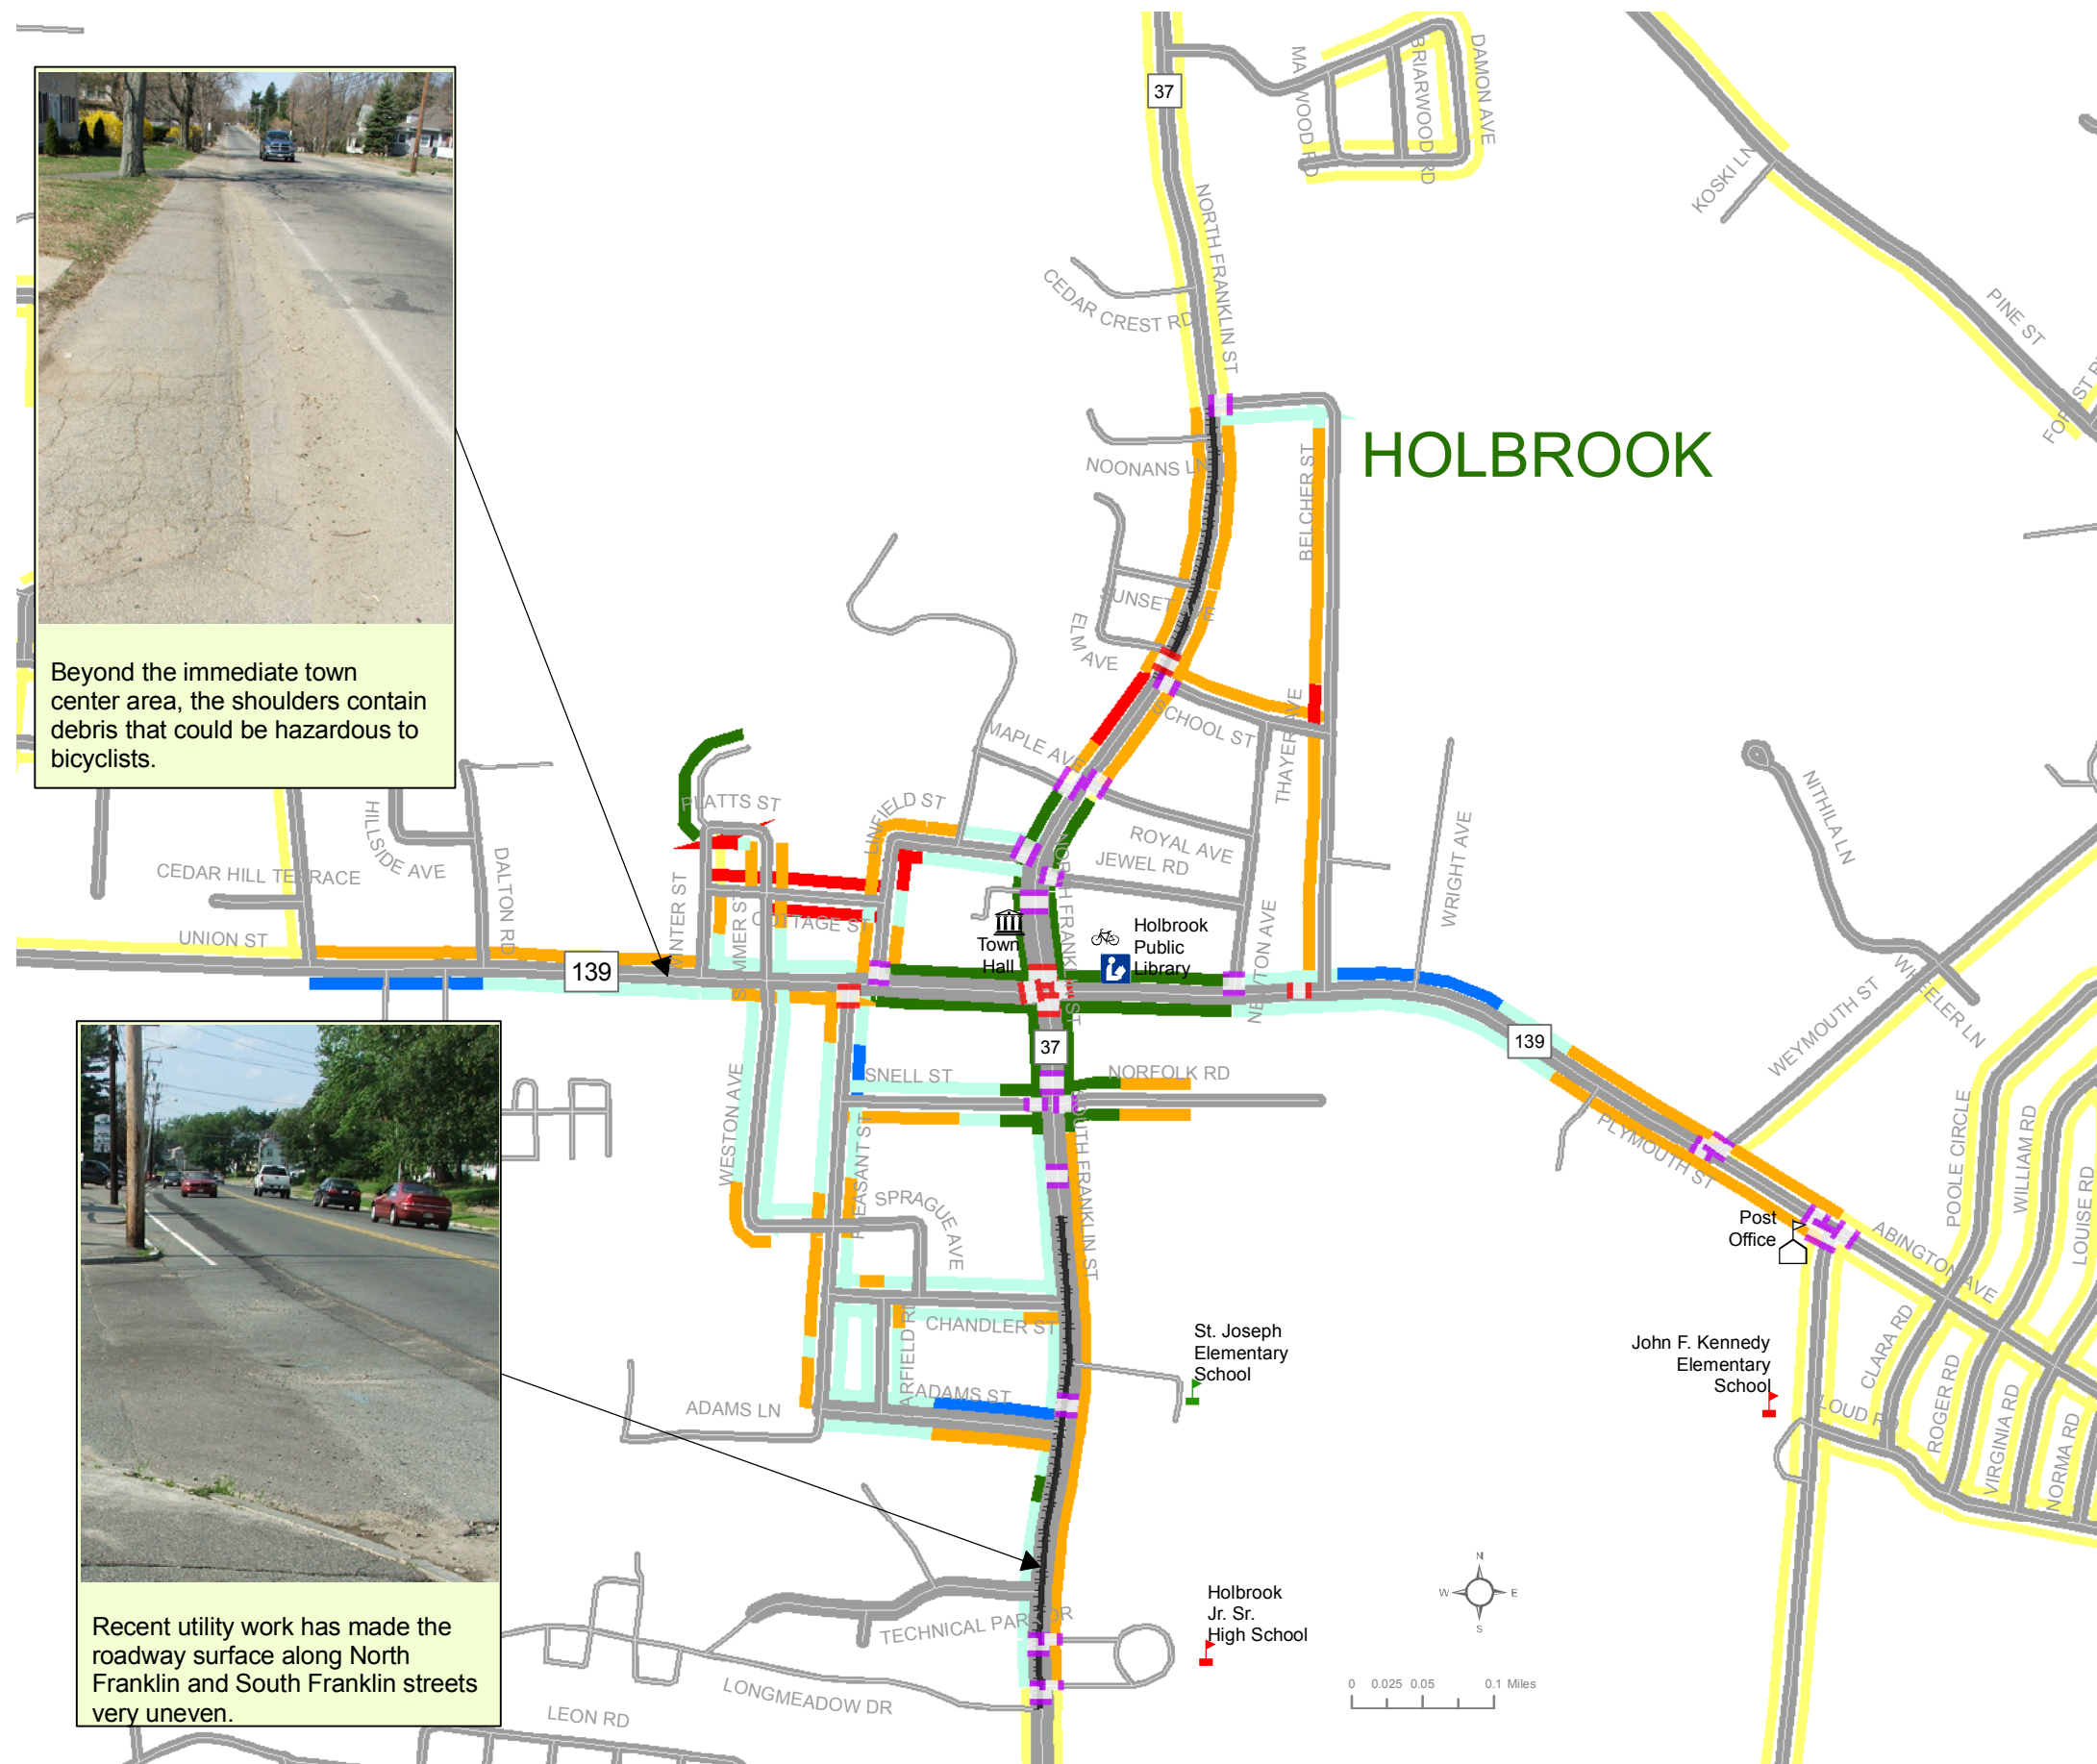 37
DAMON AVE
BRIARWOOD RD
KOSKI LN
NORTH FRANKLIN ST
PINE ST
CEDAR CREST RD
HOLBROOK
NOONANS LN
BELCHER ST
ELM AVE
Beyond the immediate town
center area, the shoulders contain
debris that could be hazardous to
bicyclists.
SCHOOL ST
MAPLE AVE
THAYER AVE
PLATTS ST
LINFIELD ST
ROYAL AVE
JEWEL RD
NITHILA LN
HILLSIDE AVE
CEDAR HILL TERRACE
DALTON RD
WRIGHT AVE
UNION ST
139
COTTAGE ST
Town
Hall
Holbrook
Public
Library
NEWTON AVE
WHEELER LN
WEYMOUTH ST
139
37
SNELL ST
NORFOLK RD
WESTON AVE
PLYMOUTH ST
POOLE CIRCLE
WILLIAM RD
LOUISE RD
SPRAGUE AVE
Post
Office
ABINGTON AVE
CHANDLER ST
St. Joseph
Elementary
School
John F. Kennedy
Elementary
School
CLARA RD
ROGER RD
VIRGINIA RD
NORMA RD
ADAMS ST
ADAMS LN
Recent utility work has made the
roadway surface along North
Franklin and South Franklin streets
very uneven.
TECHNICAL PARK DR
Holbrook
Jr. Sr.
High School
LONGMEADOW DR
LEON RD
N
W E
S
0 0.025 0.05 0.1 Miles